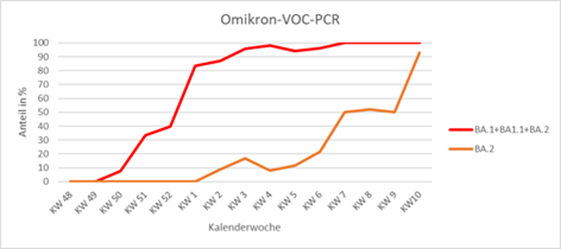 Omikron-VOC-PCR
Anteil in %
100
90
80
70
60
50
40
30
20
10
0
KW 48
KW 49
KW 50
KW 51
KW 52
KW 1
KW 2
KW 3
KW 4
KW 5
KW 6
KW 7
KW 8
KW 9
KW10
Kalenderwoche
BA.1+BA1.1+BA.2
BA.2